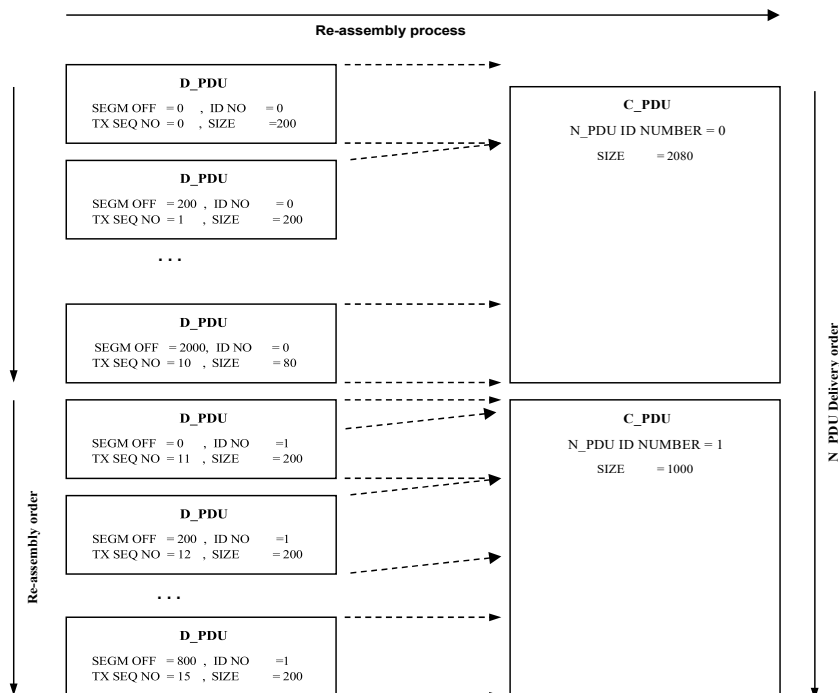 Re-assembly process
D_PDU
SEGM OFF = 0 , ID NO = 0
TX SEQ NO = 0 , SIZE =200
D_PDU
SEGM OFF = 200 , ID NO = 0
TX SEQ NO = 1 , SIZE = 200
. . .
D_PDU
SEGM OFF = 2000, ID NO = 0
TX SEQ NO = 10 , SIZE = 80
D_PDU
SEGM OFF = 0 , ID NO =1
TX SEQ NO = 11 , SIZE = 200
D_PDU
SEGM OFF = 200 , ID NO =1
TX SEQ NO = 12 , SIZE = 200
. . .
D_PDU
SEGM OFF = 800 , ID NO =1
TX SEQ NO = 15 , SIZE = 200
Re-assembly order
C_PDU
N_PDU ID NUMBER = 0
SIZE = 2080
C_PDU
N_PDU ID NUMBER = 1
SIZE = 1000
N_PDU Delivery order